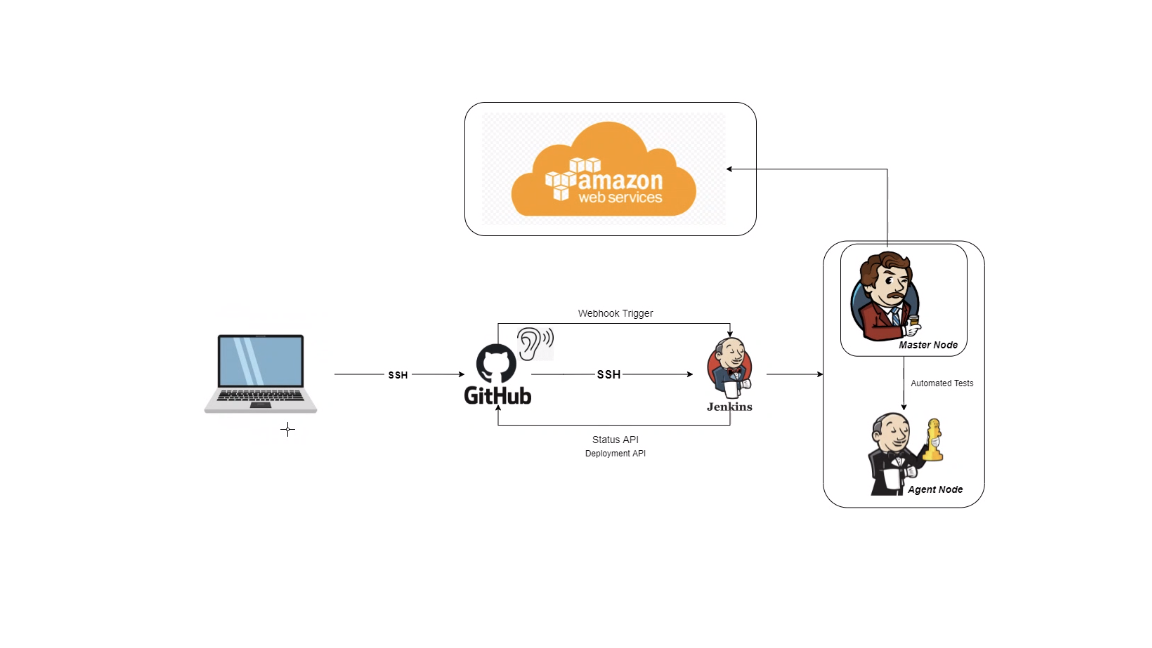 amazon
web services
Webhook Trigger
Master Node
SSH
GitHub
SSH
Jenkins
Automated Tests
Status API
Deployment API
Agent Node